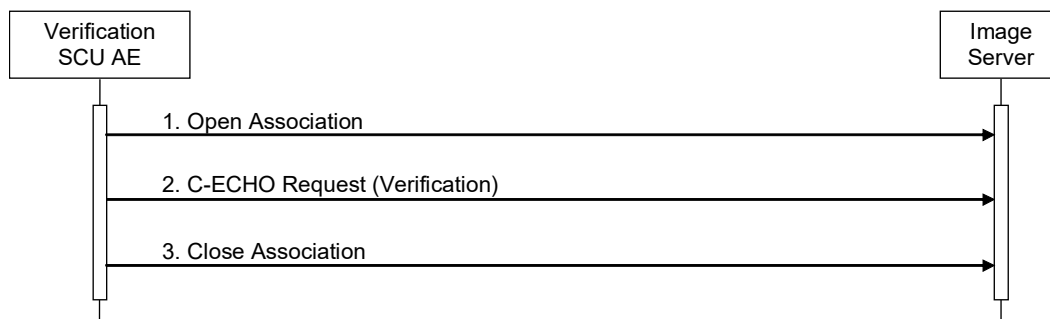 Verification
SCU AE
Image
Server
1. Open Association
2. C-ECHO Request (Verification)
3. Close Association